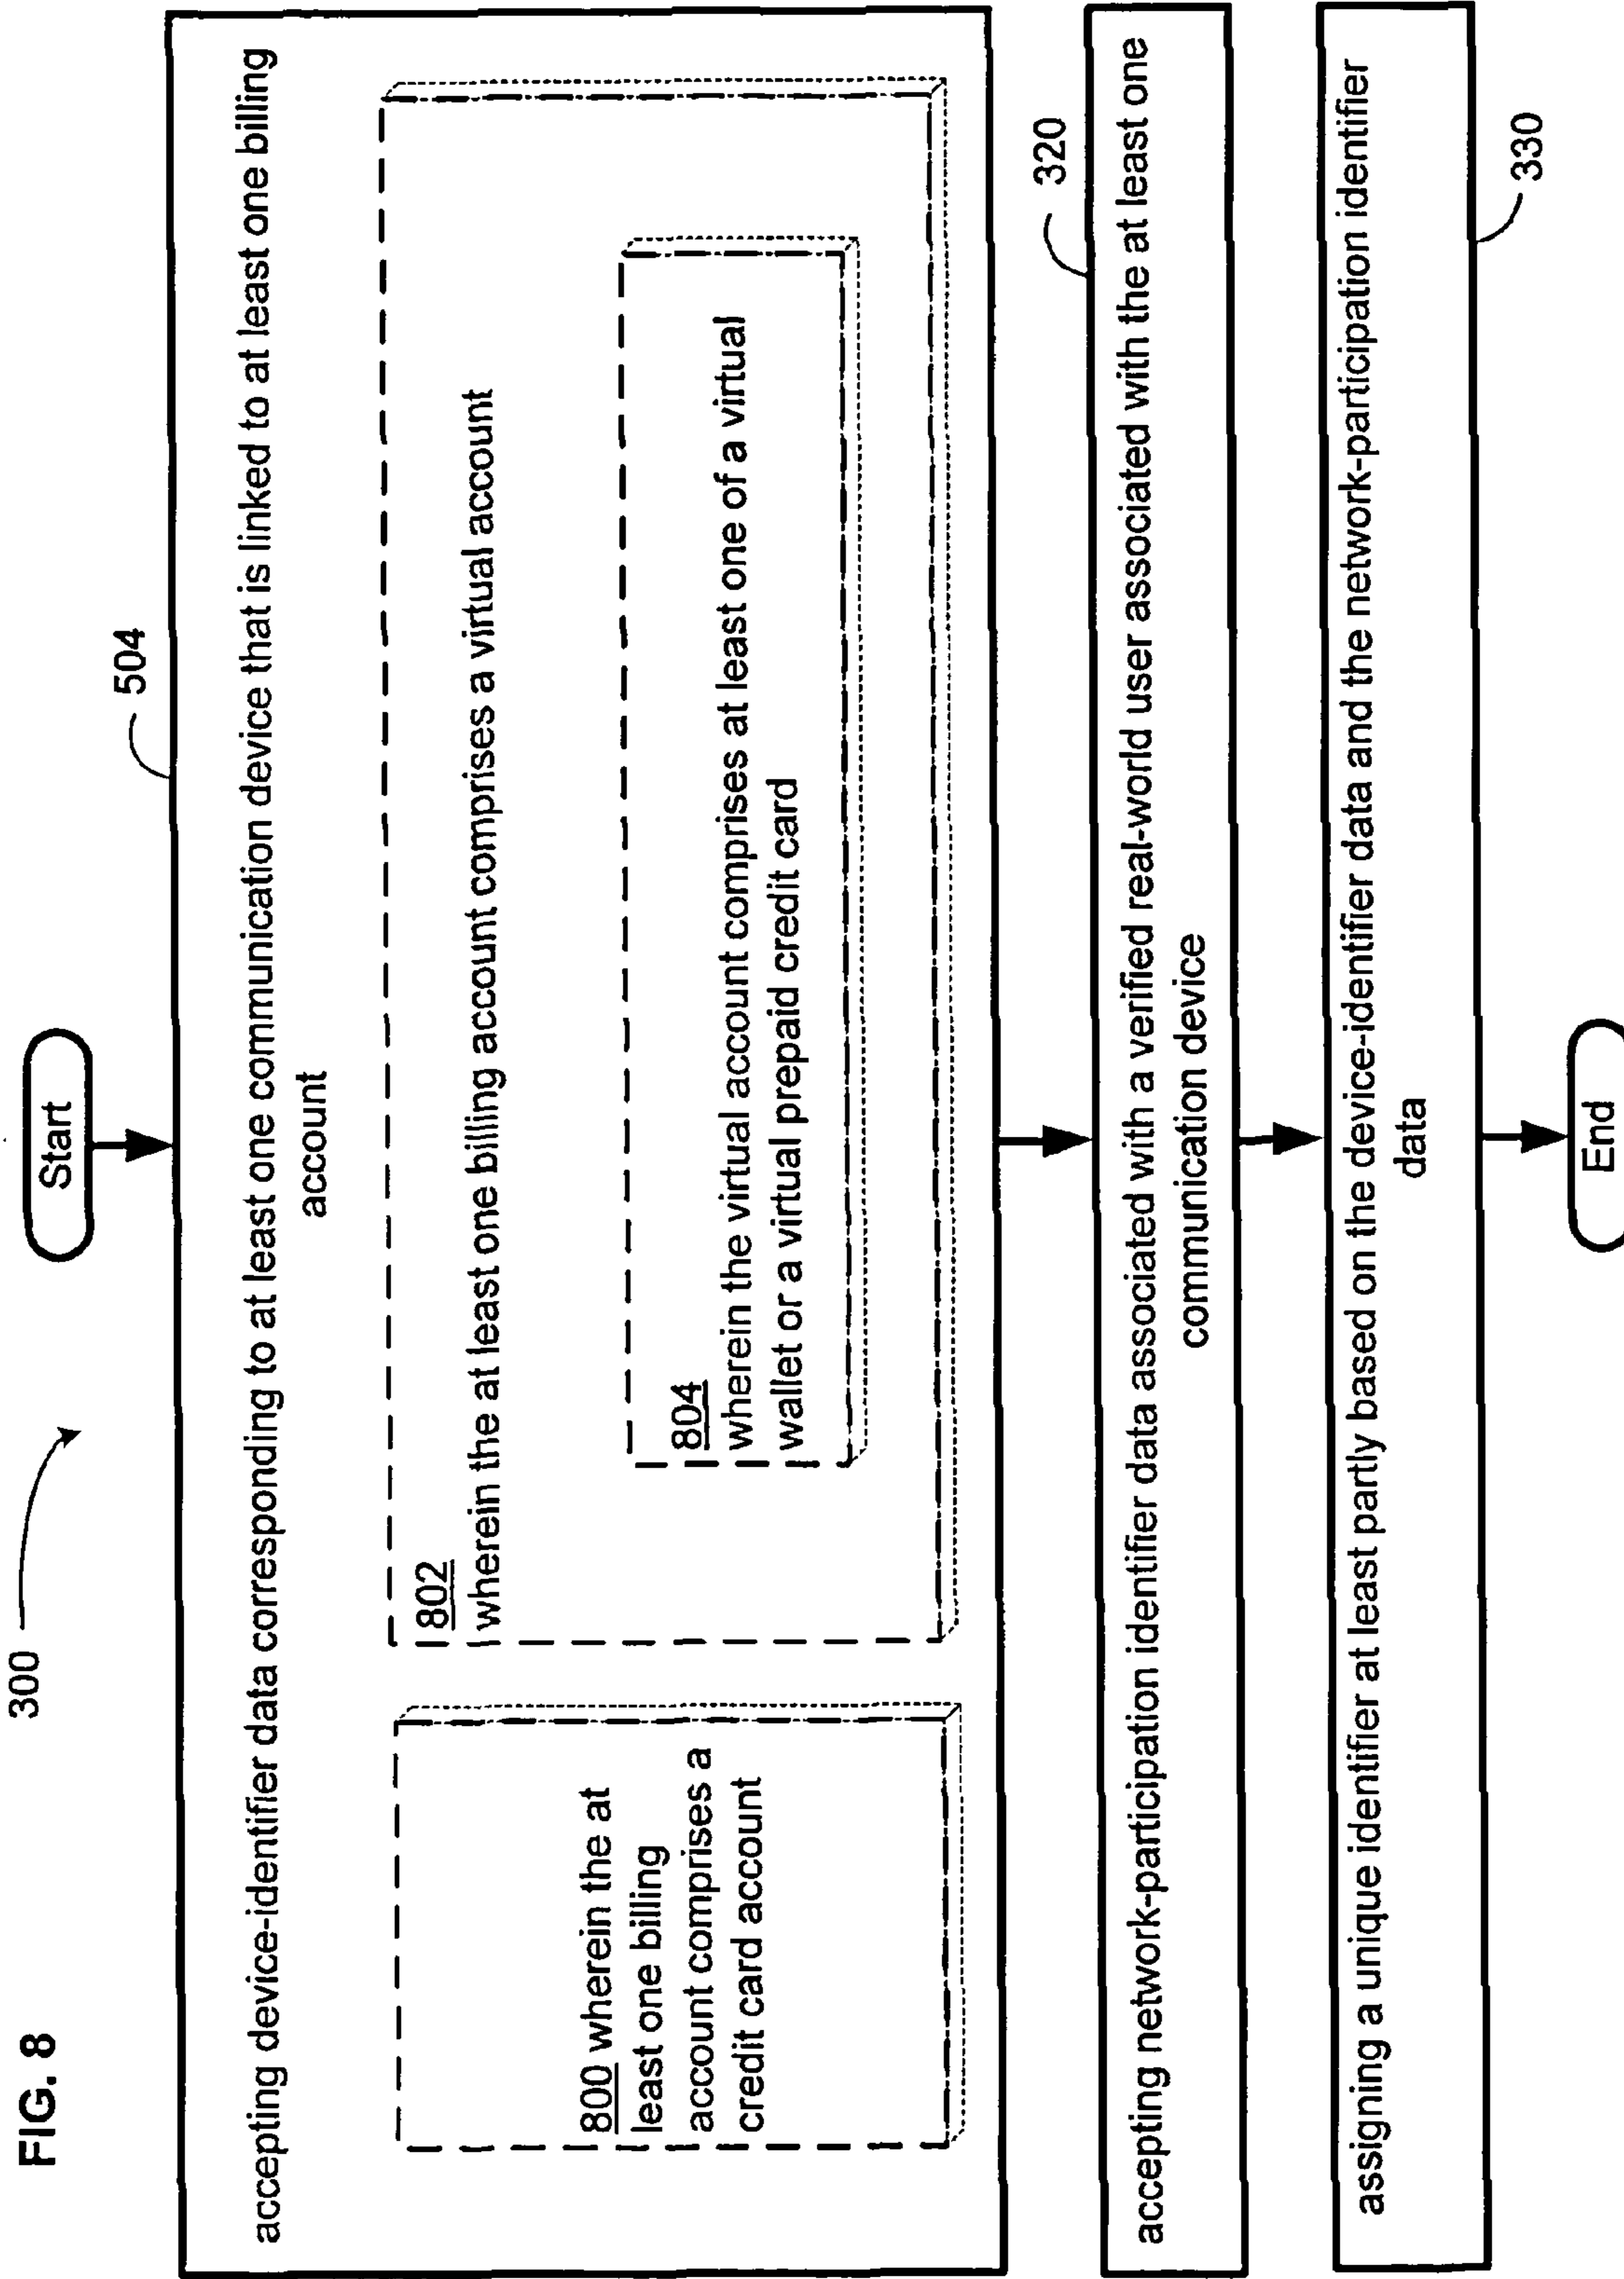 FIG. 8
300
Start
504
accepting device-identifier data corresponding to at least one communication device that is linked to at least one billing
account
800 wherein the at
least one billing
account comprises a
credit card account
802
wherein the at least one billing account comprises a virtual account
804
wherein the virtual account comprises at least one of a virtual
wallet or a virtual prepaid credit card
320
accepting network-participation identifier data associated with a verified real-world user associated with the at least one
communication device
assigning a unique identifier at least partly based on the device-identifier data and the network-participation identifier
data
330
End